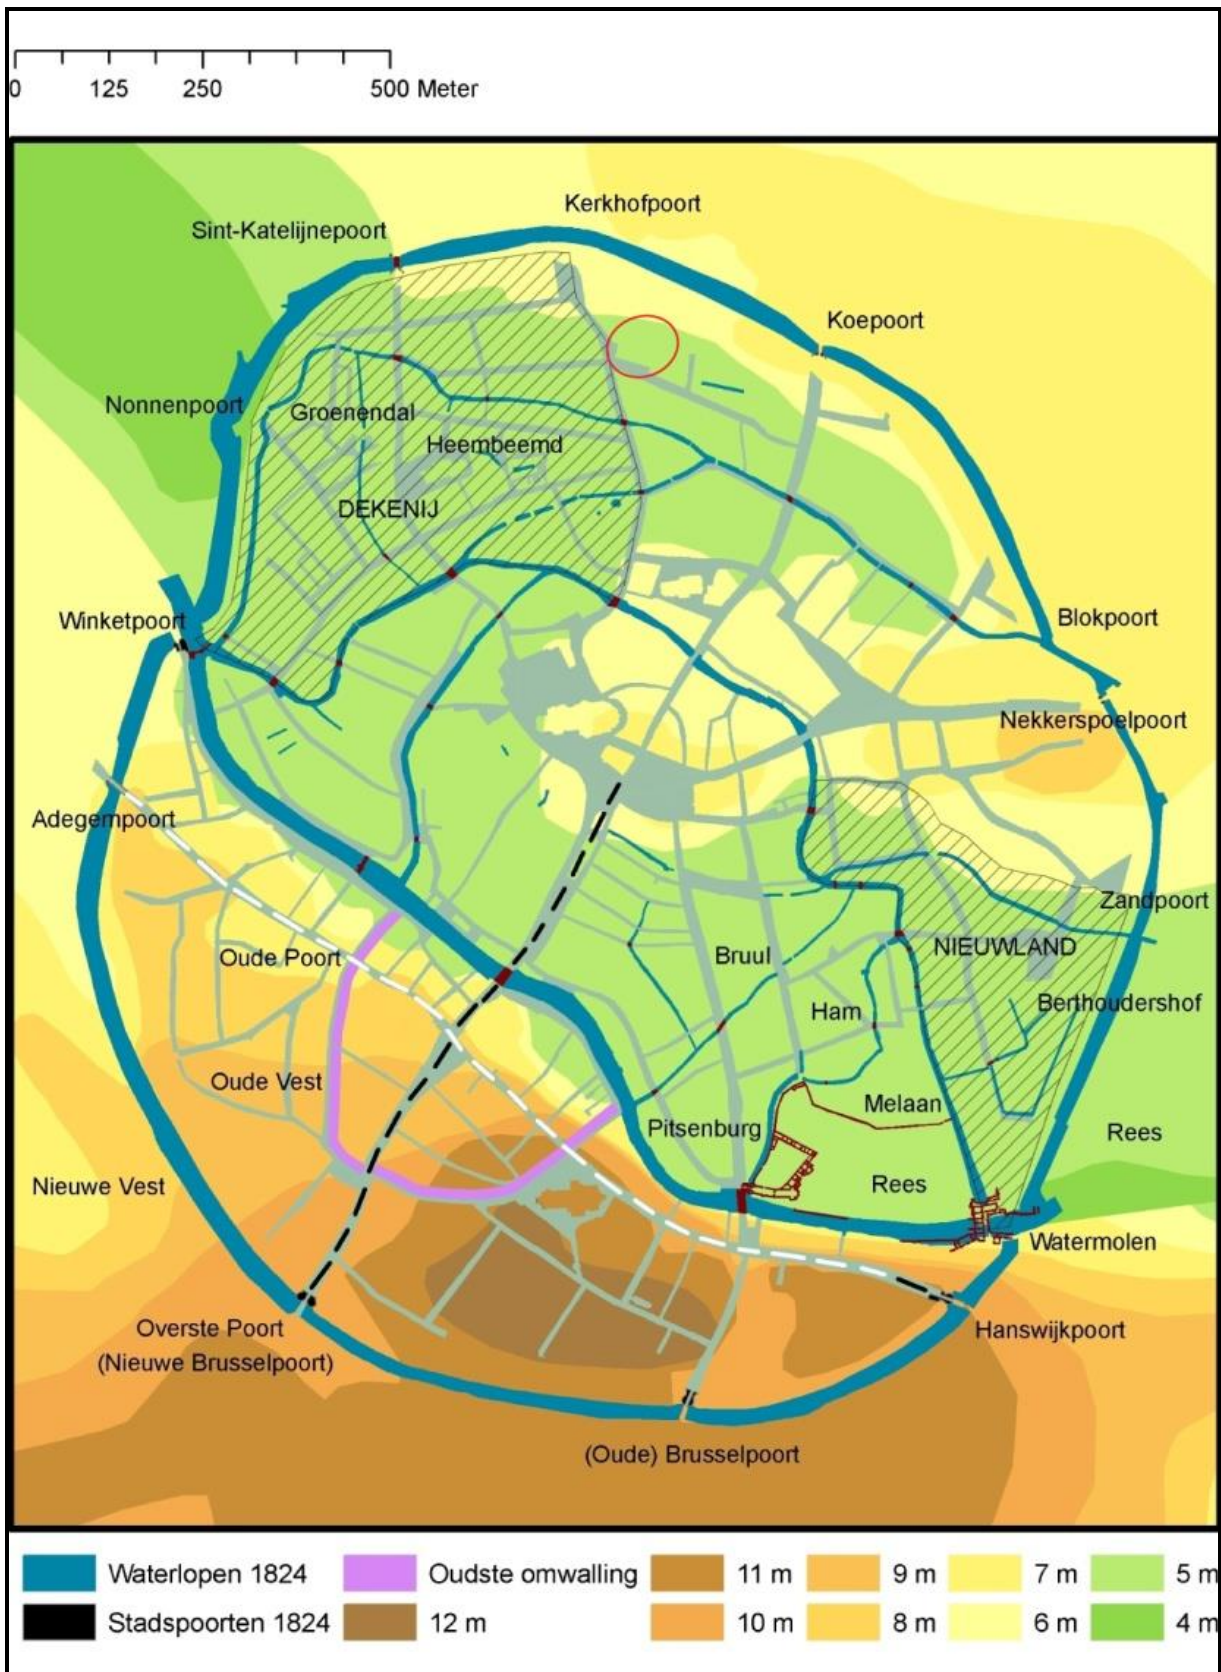 0 125 250 500 Meter
Kerkhofpoort
Sint-Katelijnepoort
Koepoort
Nonnenpoort
Groenendal
Heembeemd
DEKENIJ
Winketpoort
Blokpoort
Nekkerspoelpoort
Adegempoort
Zandpoort
Oude Poort
Bruul
NIEUWLAND
Ham
Berthoudershof
Oude Vest
Melaan
Pitsenburg
Rees
Nieuwe Vest
Rees
Watermolen
Overste Poort
(Nieuwe Brusselpoort)
Hanswijkpoort
(Oude) Brusselpoort
Waterlopen 1824 Oudste omwalling 11 m 9 m 7 m 5 m
Stadspoorten 1824 12 m 10 m 8 m 6 m 4 m